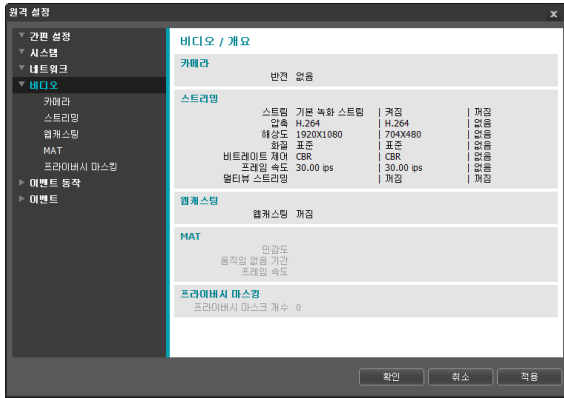 원격 설정 x
간편 설정
시스템
네트워크
비디오
카메라
스트리밍
웹캐스팅
MAT
프라이버시 마스킹
이벤트 동작
이벤트
비디오 / 개요
카메라
반전 없음
스트리밍
스트림 기본 녹화 스트림 | 켜짐 | 꺼짐
압축 H.264 | H.264 | 없음
해상도 1920X1080 | 704X480 | 없음
화질 표준 | 표준 | 없음
비트레이트 제어 CBR | CBR | 없음
프레임 속도 30.00 ips | 30.00 ips | 없음
멀티뷰 스트리밍 | 꺼짐 | 꺼짐
웹캐스팅
웹캐스팅 꺼짐
MAT
민감도
움직임 없음 기간
프레임 속도
프라이버시 마스킹
프라이버시 마스크 개수 0
확인 취소 적용